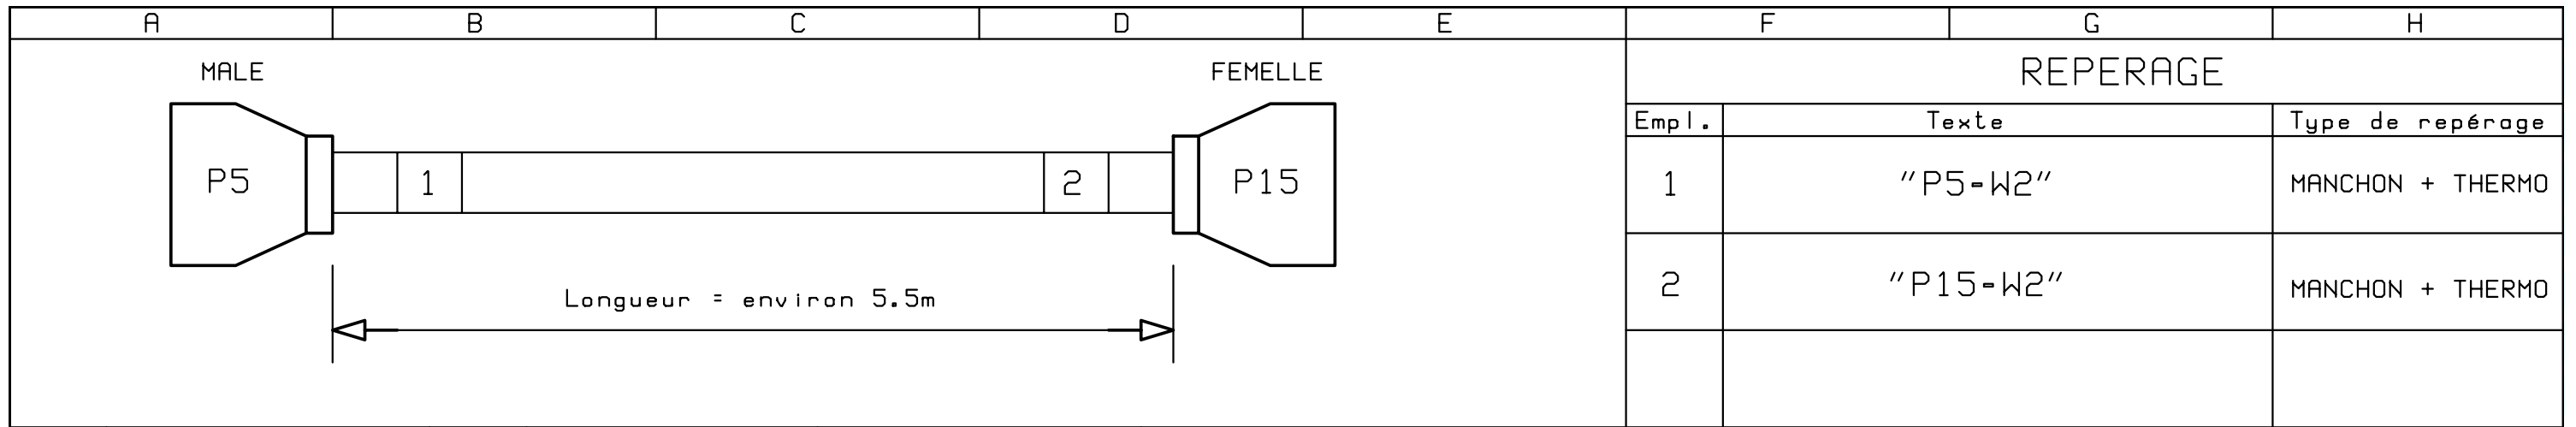 A B C D E F G H
MALE
FEMELLE
P5
1
2
P15
Longueur = environ 5.5m
REPERAGE
Empl. Texte Type de repérage
1 "P5-W2" MANCHON + THERMO
2 "P15-W2" MANCHON + THERMO